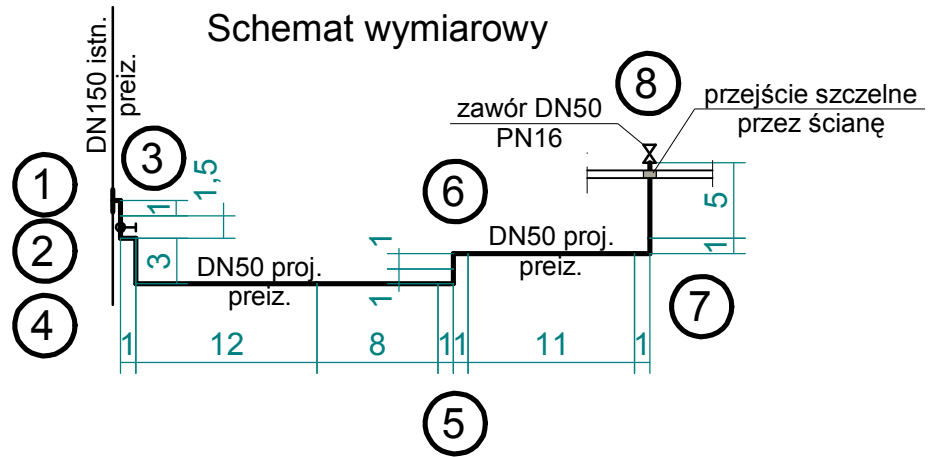 Schemat wymiarowy
DN150 istn.
preiz.
8
zawór DN50
PN16
przejście szczelne
przez ścianę
3
1
1,5
1
6
5
2
1
DN50 proj.
preiz.
1
3
DN50 proj.
preiz.
1
4
7
1
12
8
1
1
11
1
5